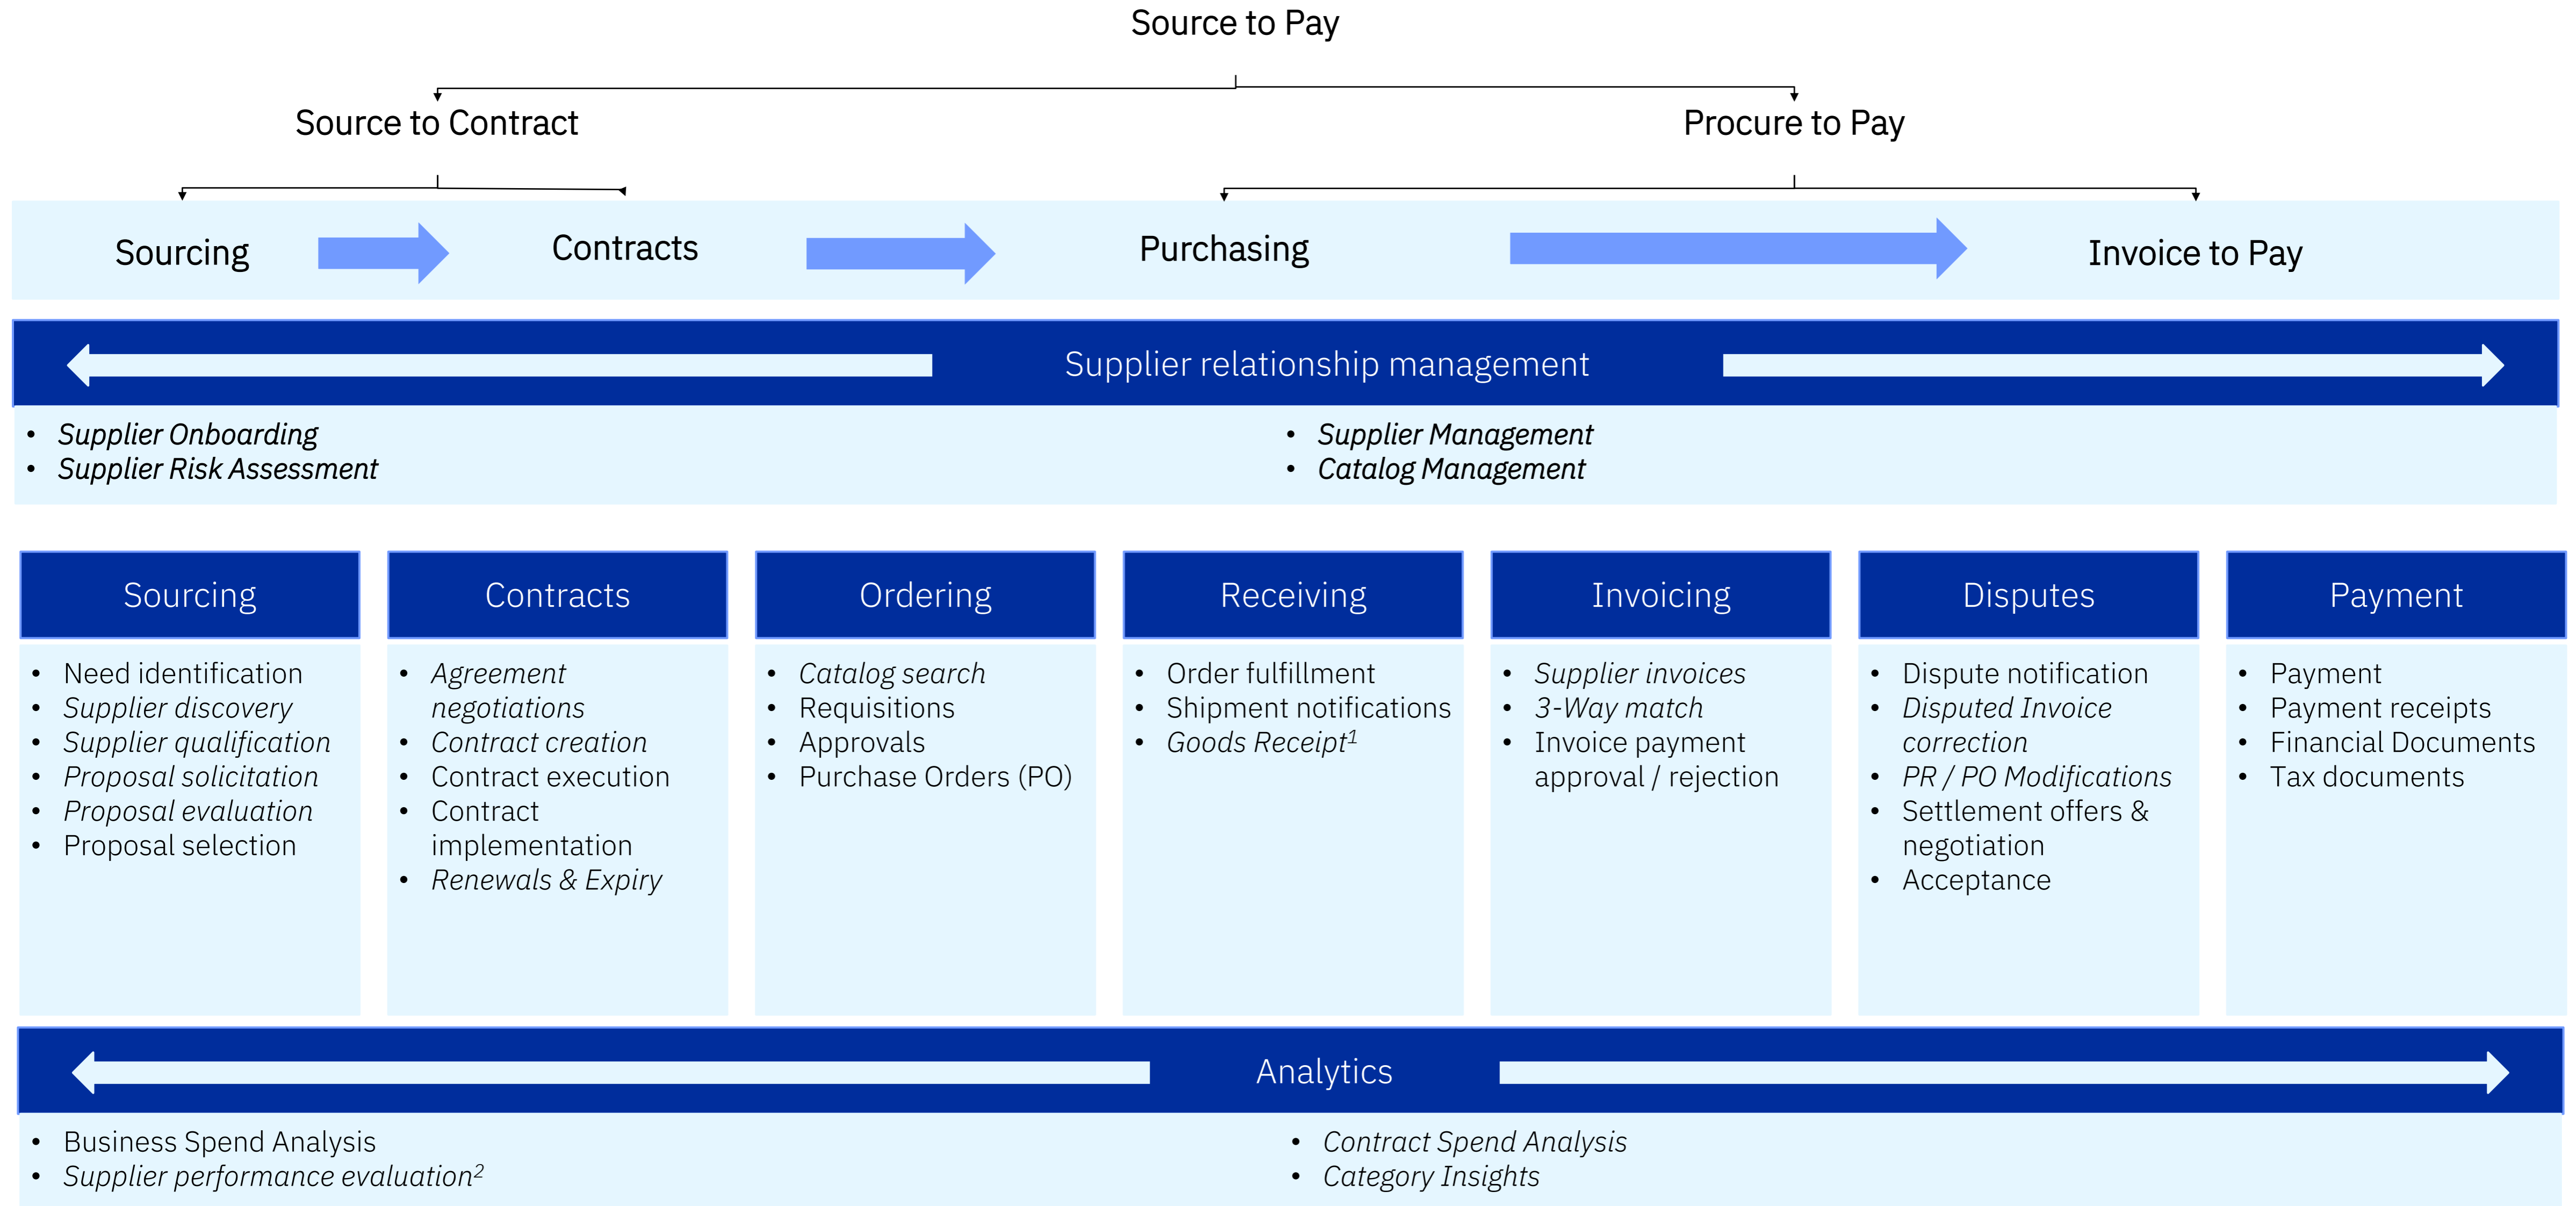 Source to Pay
Source to Contract
Procure to Pay
Sourcing
Contracts
Purchasing
Invoice to Pay
Supplier relationship management
• Supplier Onboarding
• Supplier Risk Assessment
• Supplier Management
• Catalog Management
Sourcing
• Need identification
• Supplier discovery
• Supplier qualification
• Proposal solicitation
• Proposal evaluation
• Proposal selection
Contracts
• Agreement
negotiations
• Contract creation
• Contract execution
• Contract
implementation
• Renewals & Expiry
Ordering
• Catalog search
• Requisitions
• Approvals
• Purchase Orders (PO)
Receiving
• Order fulfillment
• Shipment notifications
• Goods Receipt¹
Invoicing
• Supplier invoices
• 3-Way match
• Invoice payment
approval / rejection
Disputes
• Dispute notification
• Disputed Invoice
correction
• PR / PO Modifications
• Settlement offers &
negotiation
• Acceptance
Payment
• Payment
• Payment receipts
• Financial Documents
• Tax documents
Analytics
• Business Spend Analysis
• Supplier performance evaluation²
• Contract Spend Analysis
• Category Insights